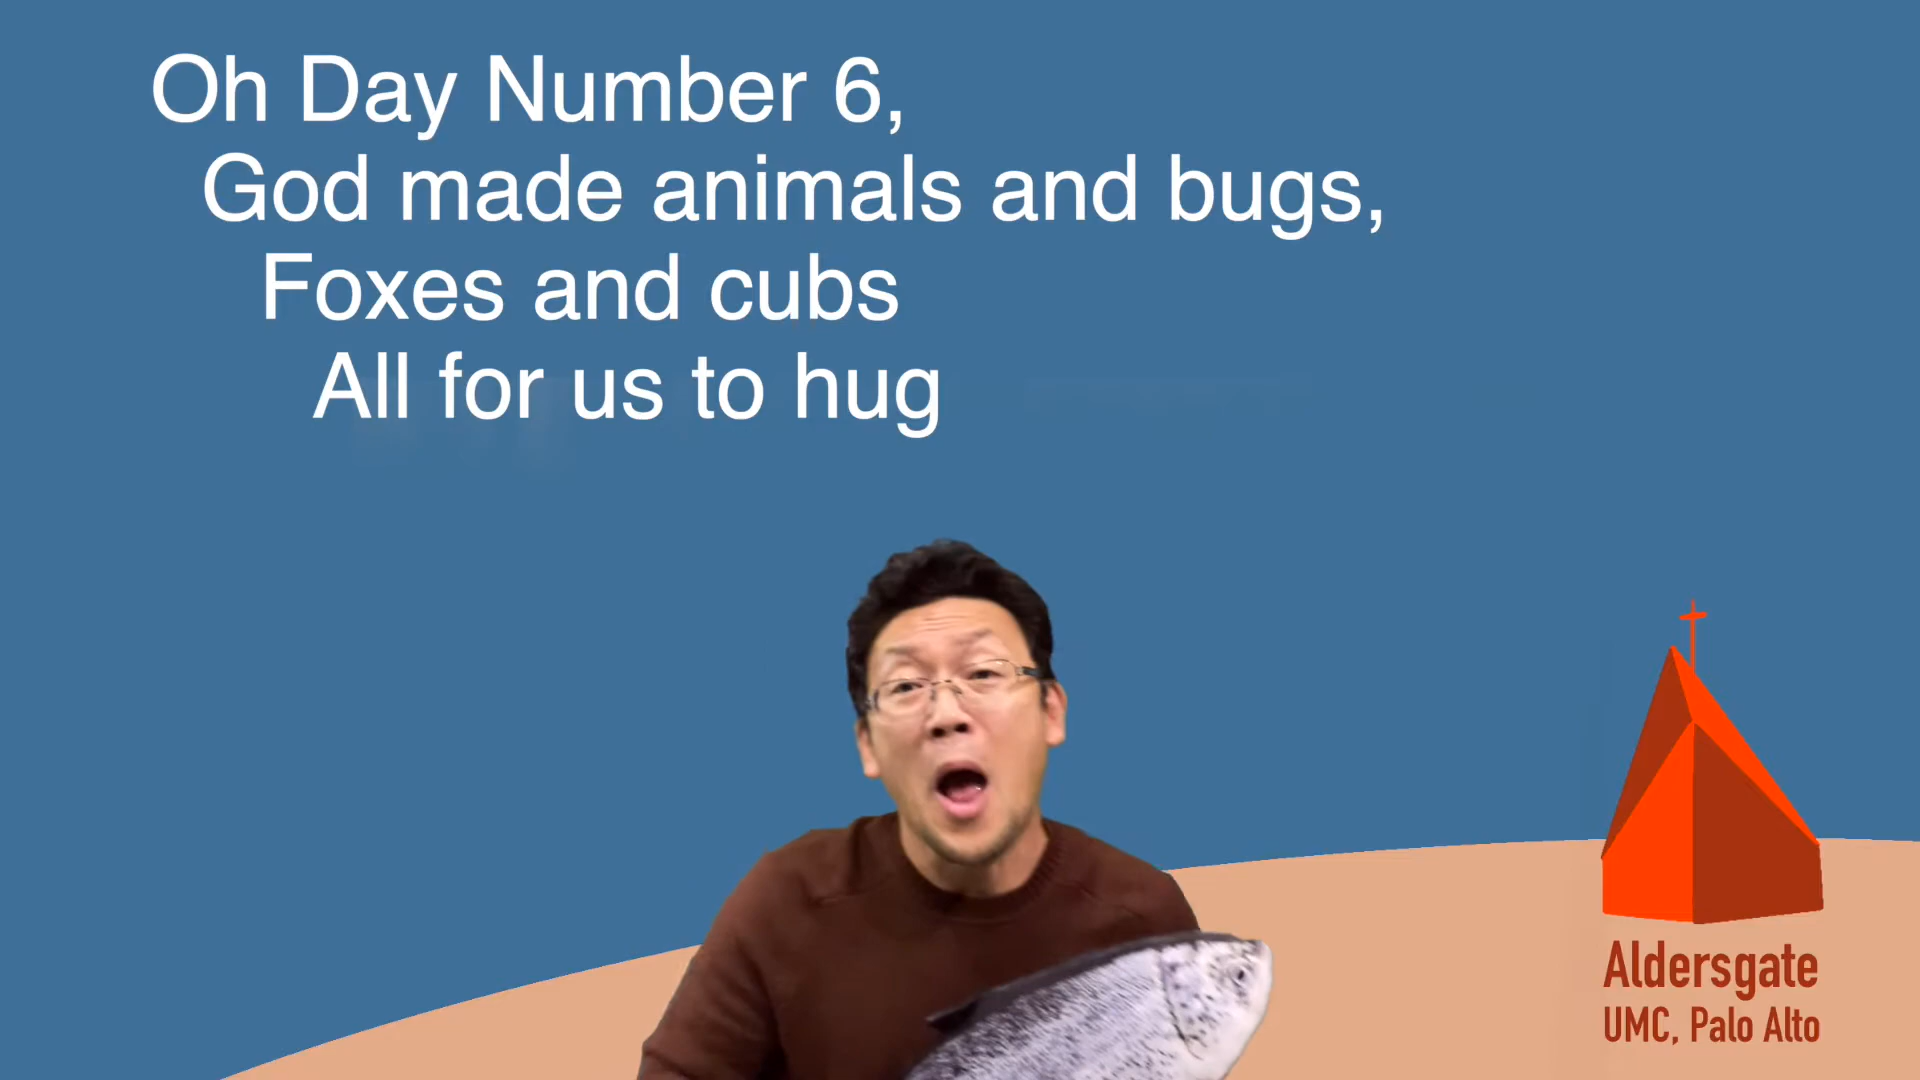 Oh Day Number 6,
God made animals and bugs,
Foxes and cubs
All for us to hug
Aldersgate
UMC, Palo Alto